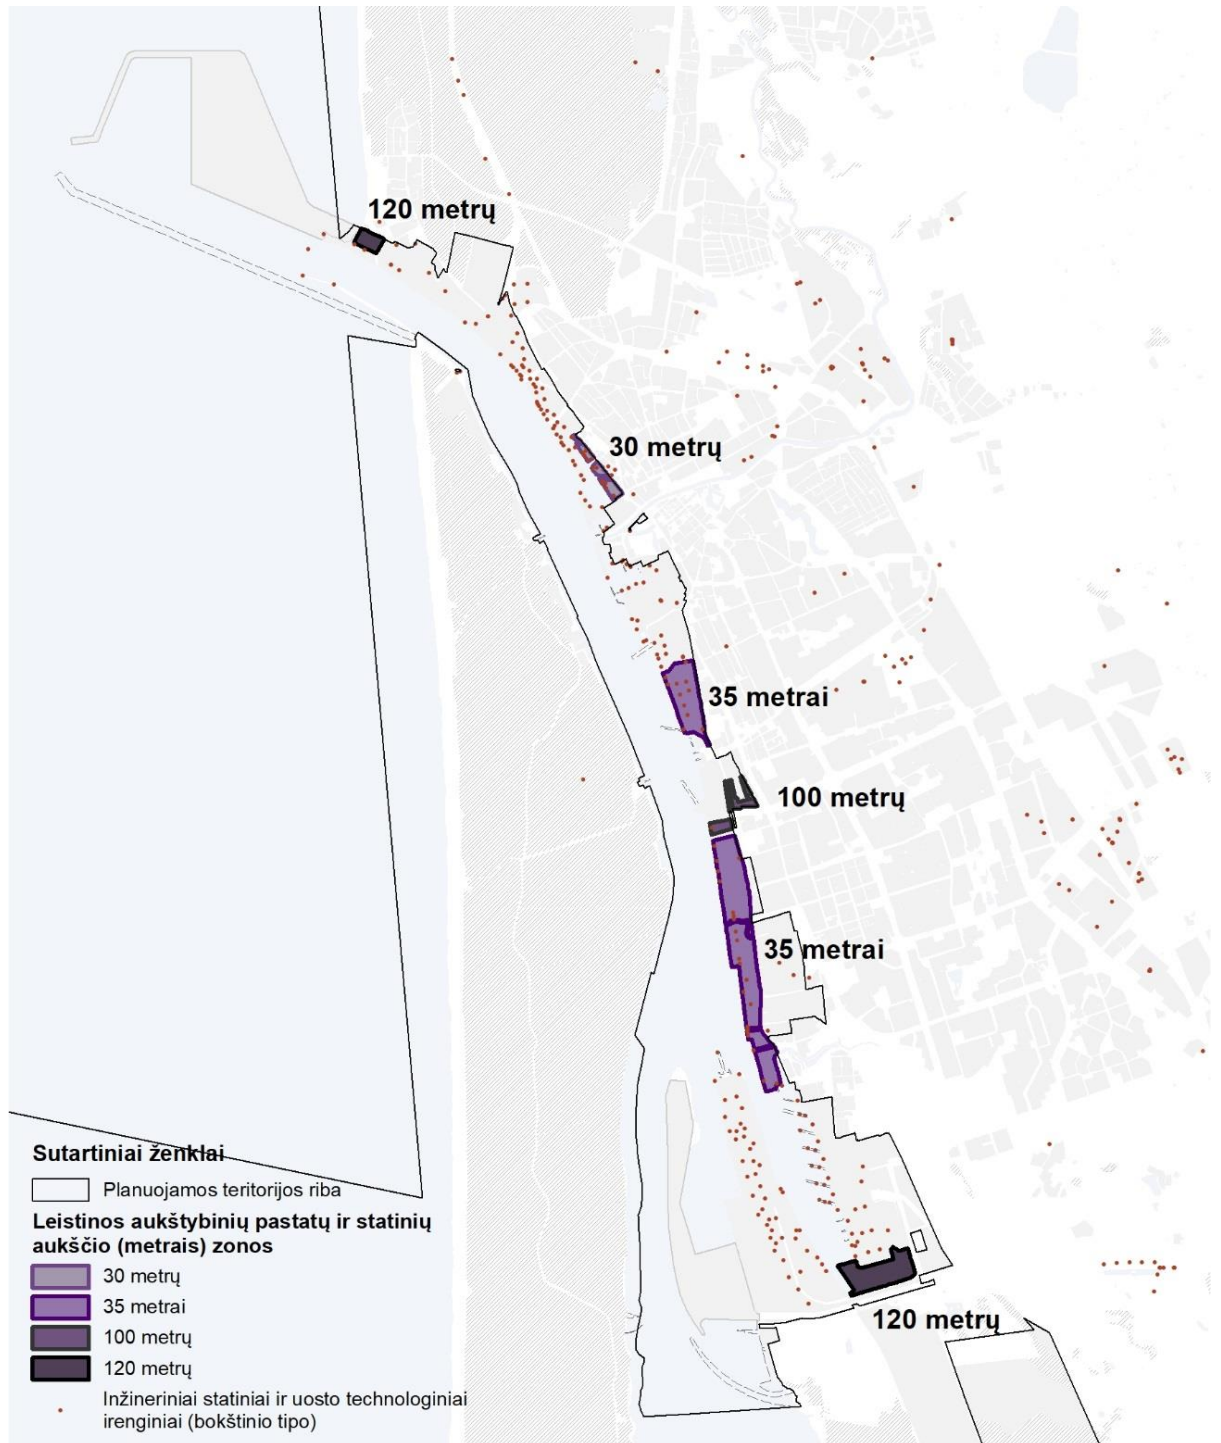 120 metrų
30 metrų
35 metrai
100 metrų
35 metrai
120 metrų
Sutartiniai ženklai
Planuojamos teritorijos riba
Leistinos aukštybinių pastatų ir statinių
aukščio (metrais) zonos
30 metrų
35 metrai
100 metrų
120 metrų
Inžineriniai statiniai ir uosto technologiniai
irenginiai (bokštinio tipo)